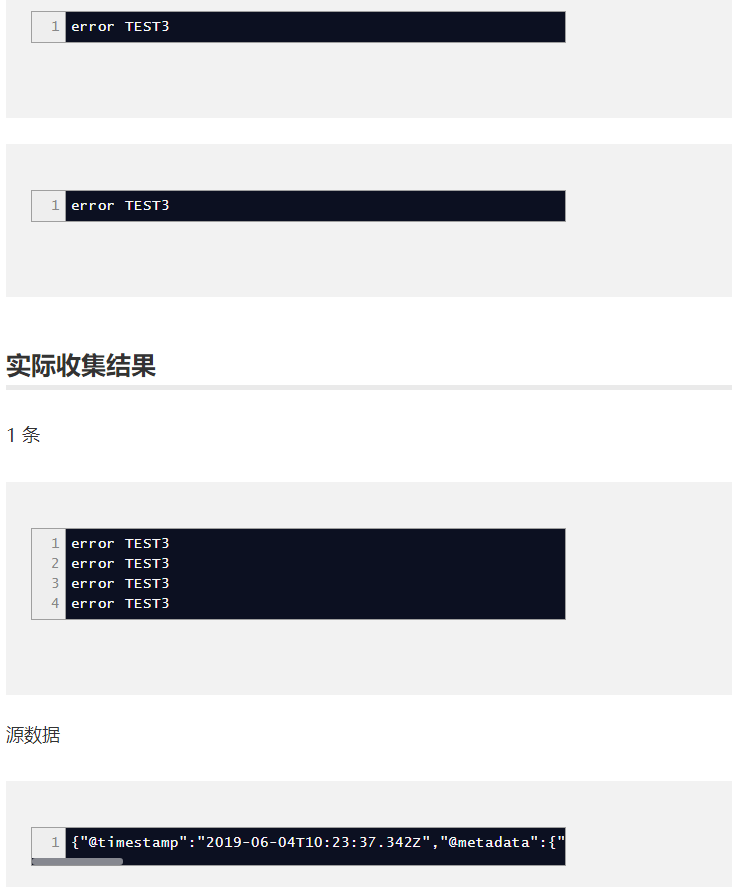 1 error TEST3
1 error TEST3
实际收集结果
1 条
1 error TEST3
2 error TEST3
3 error TEST3
4 error TEST3
源数据
1 {"@timestamp":"2019-06-04T10:23:37.342Z","@metadata":{"